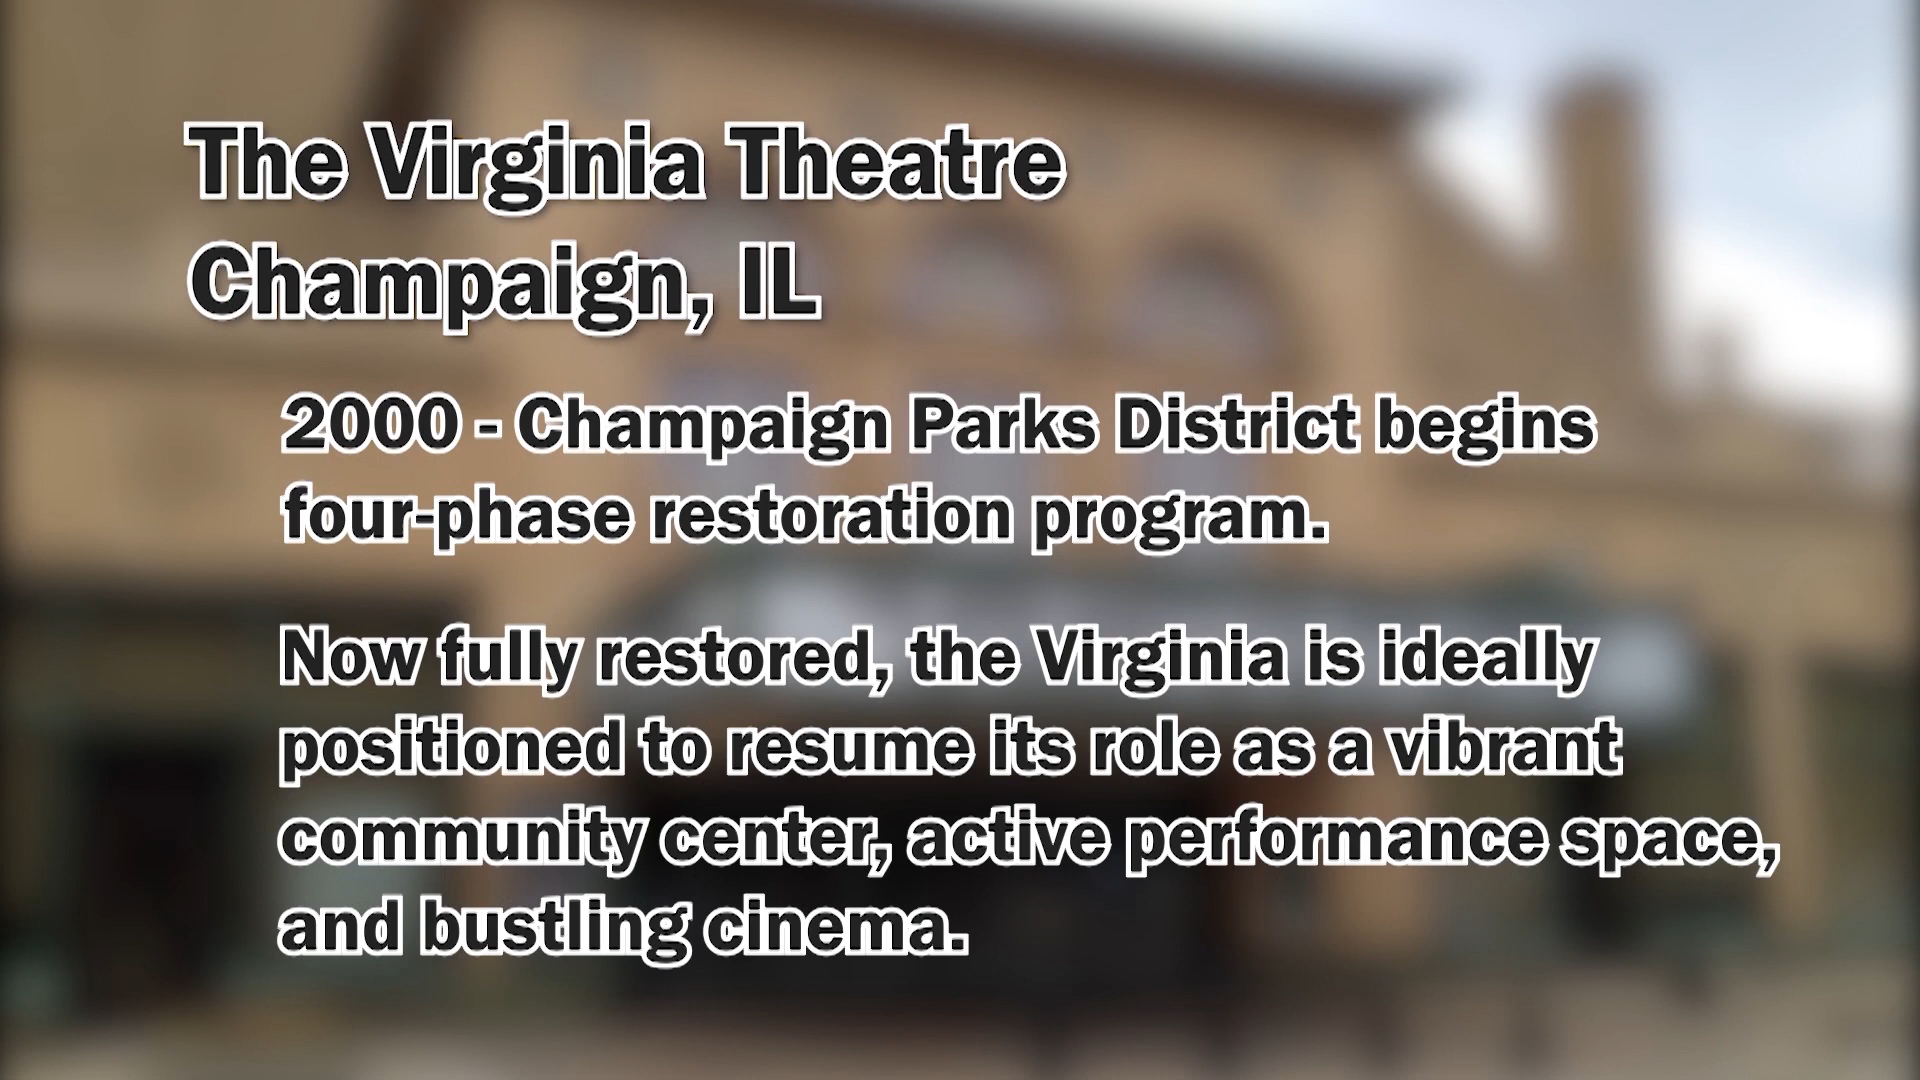 The Virginia Theatre
Champaign, IL
2000 - Champaign Parks District begins
four-phase restoration program.
Now fully restored, the Virginia is ideally
positioned to resume its role as a vibrant
community center, active performance space,
and bustling cinema.